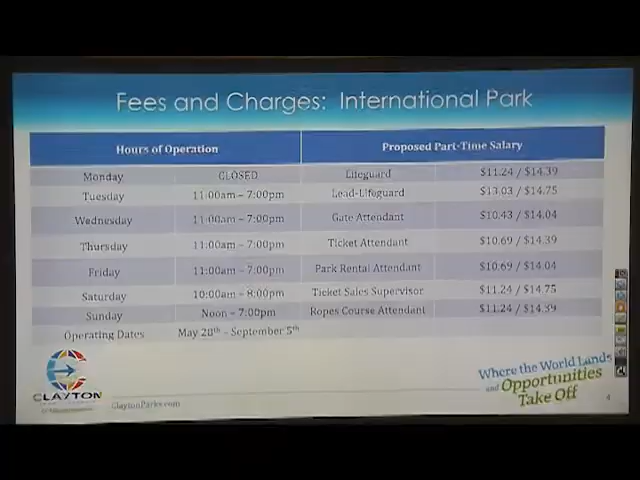 Fees and Charges: International Park
Hours of Operation Proposed Part-Time Salary
Monday CLOSED Lifeguard $11.24 / $14.39
Tuesday 11:00am – 7:00pm Lead-Lifeguard $13.03 / $14.75
Wednesday 11:00am – 7:00pm Gate Attendant $10.43 / $14.04
Thursday 11:00am – 7:00pm Ticket Attendant $10.69 / $14.39
Friday 11:00am – 7:00pm Park Rental Attendant $10.69 / $14.04
Saturday 10:00am – 8:00pm Ticket Sales Supervisor $11.24 / $14.75
Sunday Noon – 7:00pm Ropes Course Attendant $11.24 / $14.39
Operating Dates May 28th – September 5th
CLAYTON
ClaytonParks.com
Where the World Lands
and Opportunities
Take Off
4